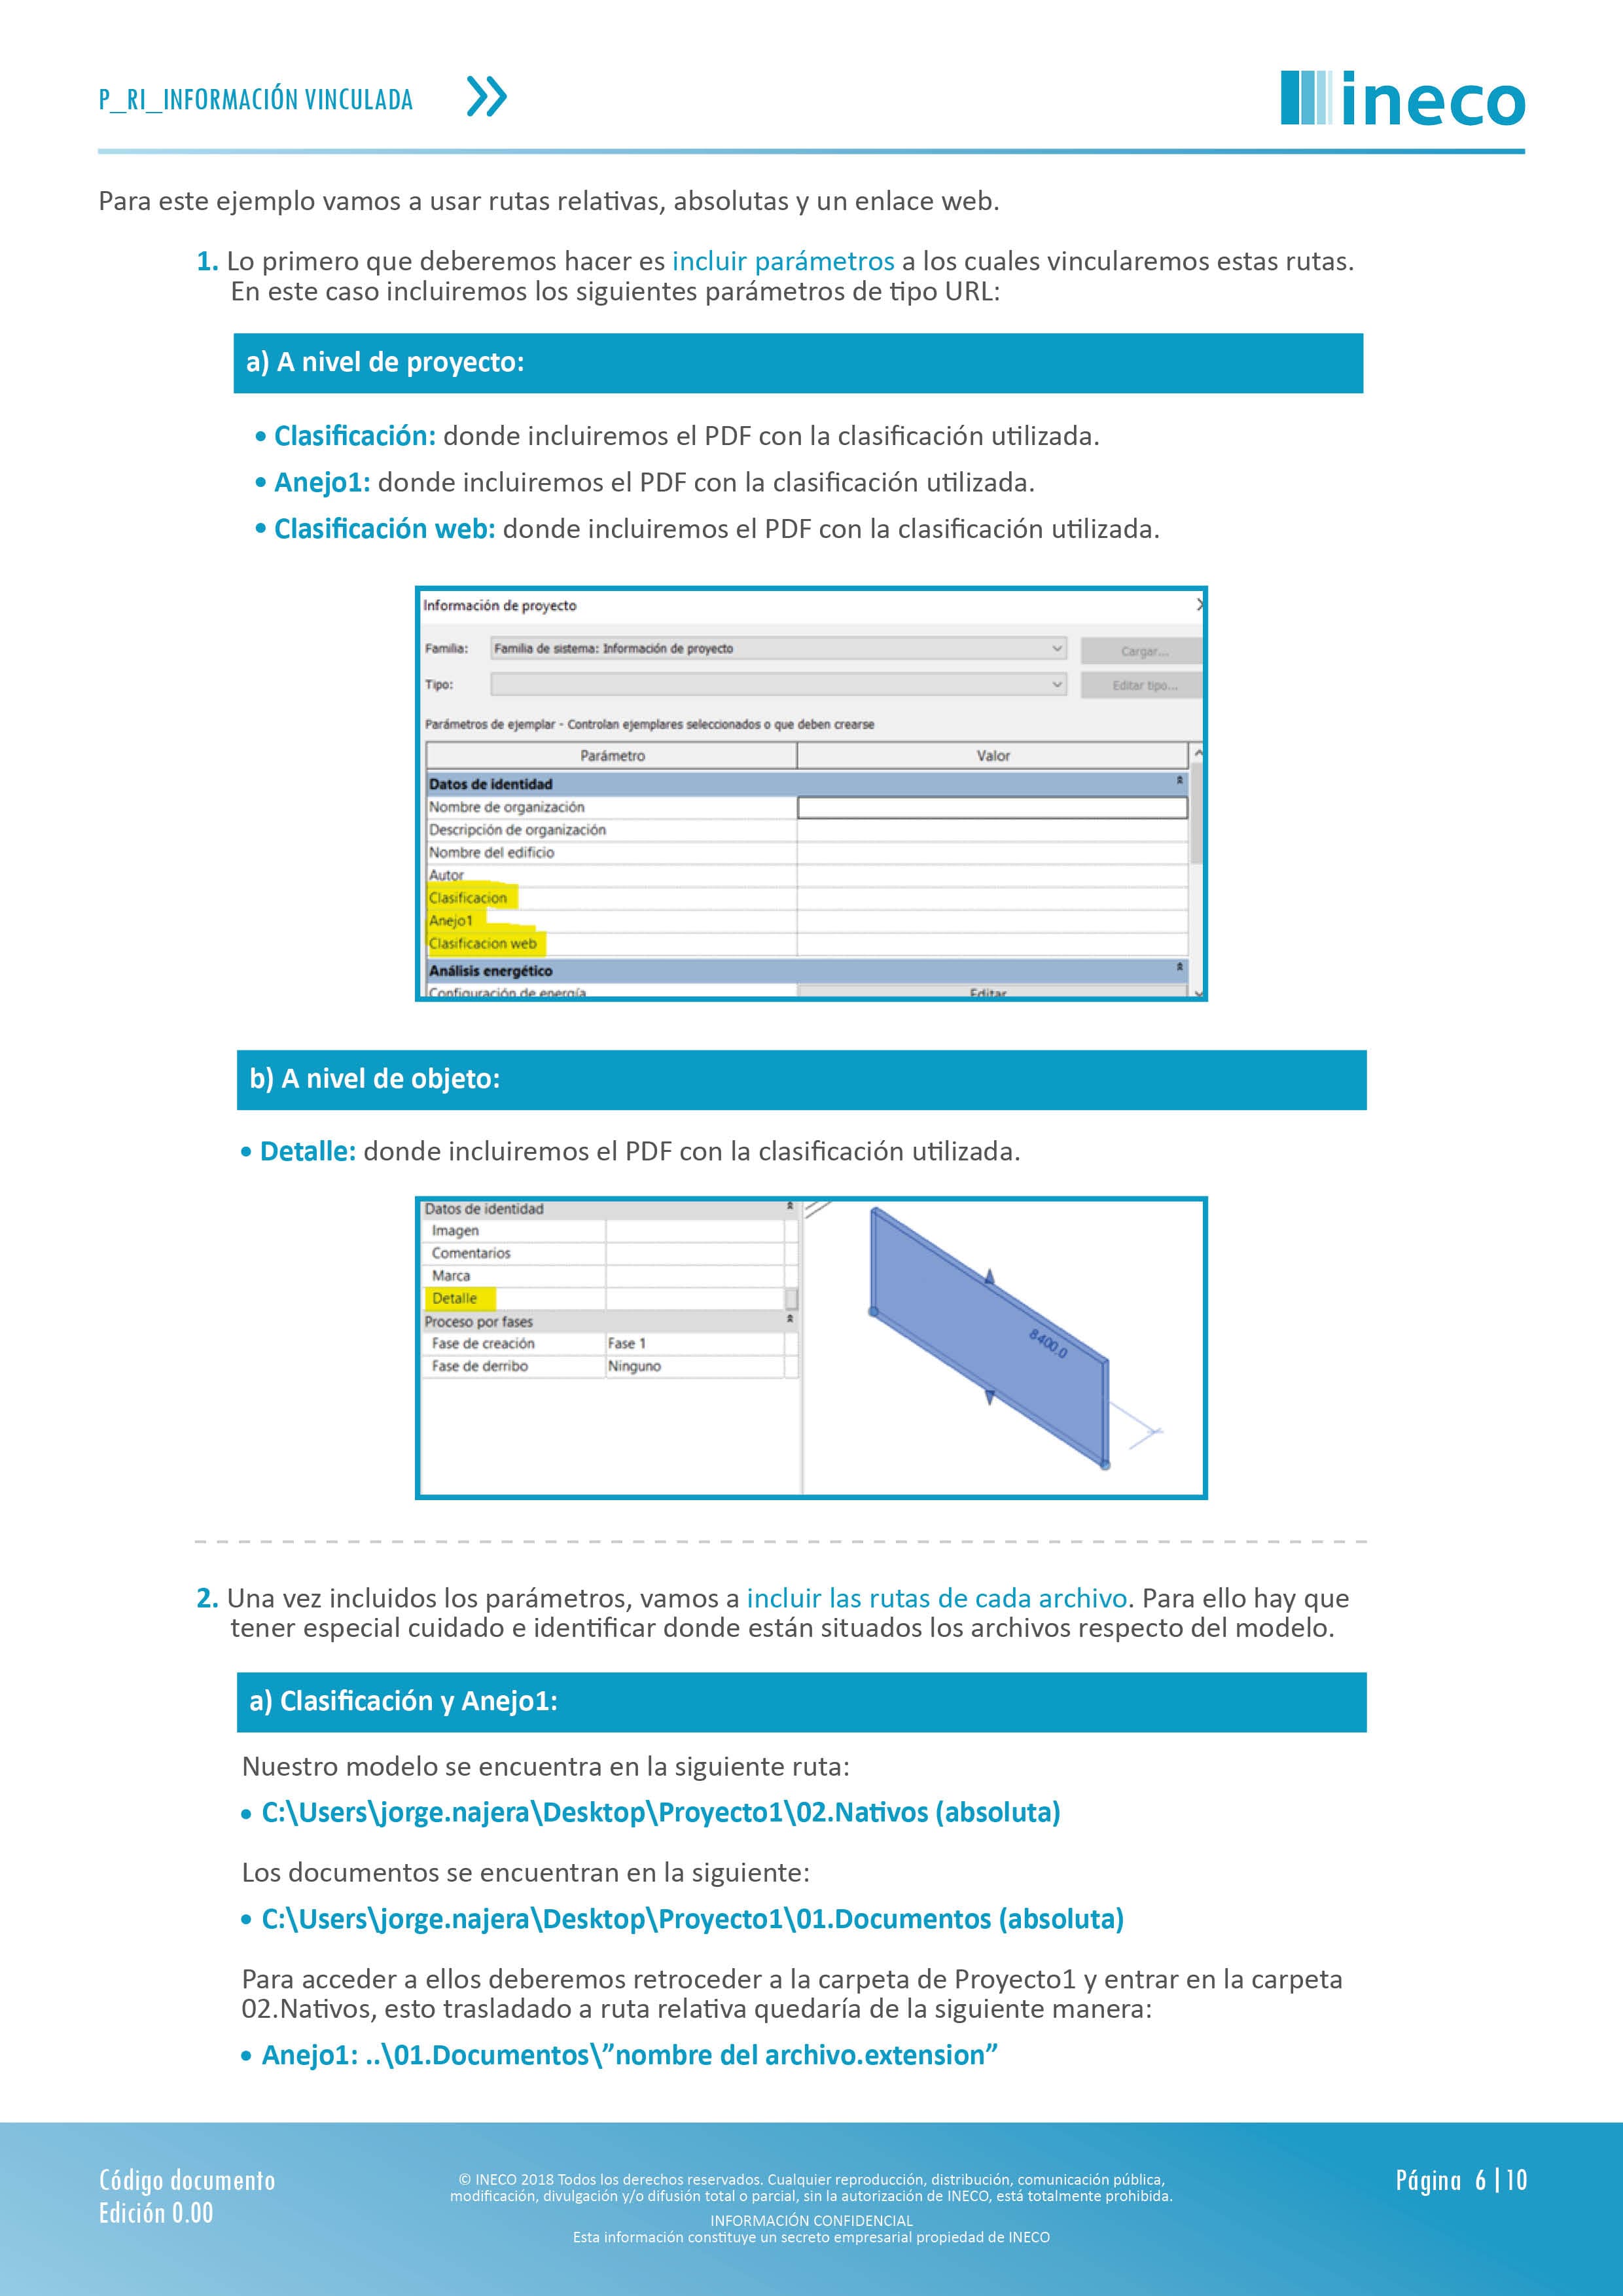 P_RI_INFORMACIÓN VINCULADA
ineco
Para este ejemplo vamos a usar rutas relativas, absolutas y un enlace web.
1. Lo primero que deberemos hacer es incluir parámetros a los cuales vincularemos estas rutas.
En este caso incluiremos los siguientes parámetros de tipo URL:
a) A nivel de proyecto:
• Clasificación: donde incluiremos el PDF con la clasificación utilizada.
• Anejo1: donde incluiremos el PDF con la clasificación utilizada.
• Clasificación web: donde incluiremos el PDF con la clasificación utilizada.
Información de proyecto
Familia: Familia de sistema: Información de proyecto Cargar...
Tipo: Editar tipo...
Parámetros de ejemplar - Controlan ejemplares seleccionados o que deben crearse
Parámetro Valor
Datos de identidad
Nombre de organización
Descripción de organización
Nombre del edificio
Autor
Clasificacion
Anejo1
Clasificacion web
Análisis energético
Configuración de energía Editar
b) A nivel de objeto:
• Detalle: donde incluiremos el PDF con la clasificación utilizada.
Datos de identidad
Imagen
Comentarios
Marca
Detalle
Proceso por fases
Fase de creación Fase 1
Fase de derribo Ninguno
8400.0
2. Una vez incluidos los parámetros, vamos a incluir las rutas de cada archivo. Para ello hay que
tener especial cuidado e identificar donde están situados los archivos respecto del modelo.
a) Clasificación y Anejo1:
Nuestro modelo se encuentra en la siguiente ruta:
• C:\Users\jorge.najera\Desktop\Proyecto1\02.Nativos (absoluta)
Los documentos se encuentran en la siguiente:
• C:\Users\jorge.najera\Desktop\Proyecto1\01.Documentos (absoluta)
Para acceder a ellos deberemos retroceder a la carpeta de Proyecto1 y entrar en la carpeta
02.Nativos, esto trasladado a ruta relativa quedaría de la siguiente manera:
• Anejo1: ..\01.Documentos\”nombre del archivo.extension”
Código documento
Edición 0.00
© INECO 2018 Todos los derechos reservados. Cualquier reproducción, distribución, comunicación pública,
modificación, divulgación y/o difusión total o parcial, sin la autorización de INECO, está totalmente prohibida.
INFORMACIÓN CONFIDENCIAL
Esta información constituye un secreto empresarial propiedad de INECO
Página 6|10